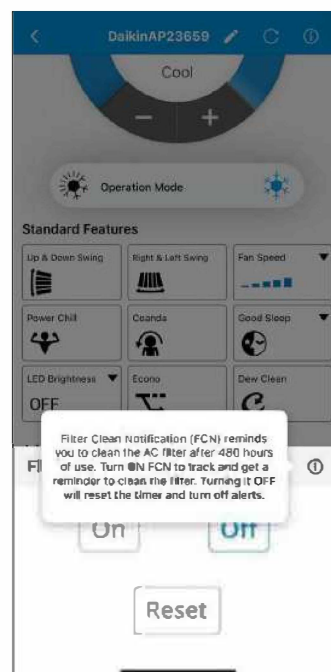 DaikinAP23659
Cool
Operation Mode
Standard Features
Up & Down Swing
Right & Left Swing
Fan Speed
Power Chill
Coanda
Good Sleep
LED Brightness
Econo
Dew Clean
OFF
Filter Clean Notification (FCN) reminds
you to clean the AC filter after 480 hours
of use. Turn ON FCN to track and get a
reminder to clean the filter. Turning it OFF
will reset the timer and turn off alerts.
On
Off
Reset